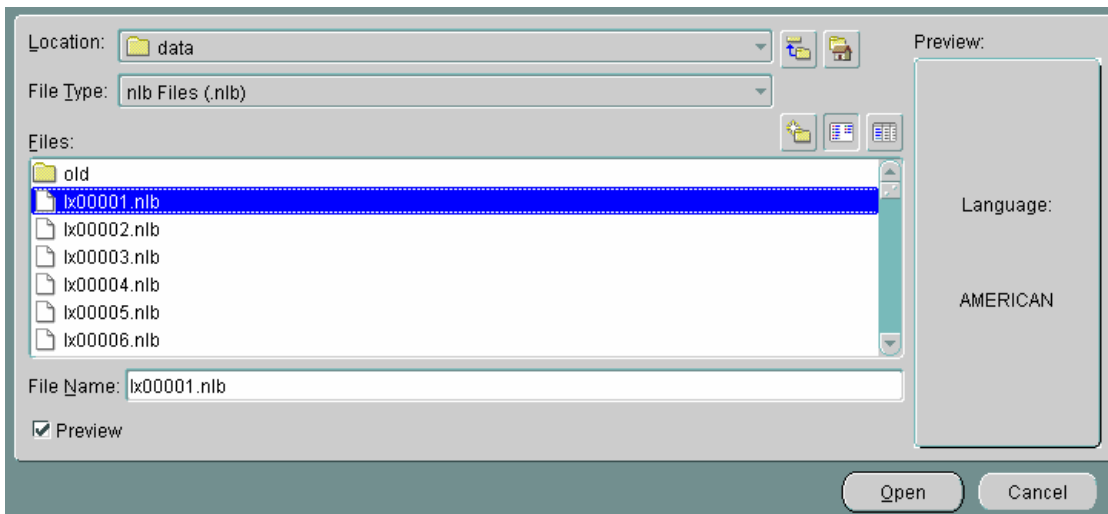 Location:
data
Preview:
File Type:
nlb Files (.nlb)
Files:
old
lx00001.nlb
lx00002.nlb
lx00003.nlb
lx00004.nlb
lx00005.nlb
lx00006.nlb
Language:
AMERICAN
File Name:
lx00001.nlb
Preview
Open
Cancel